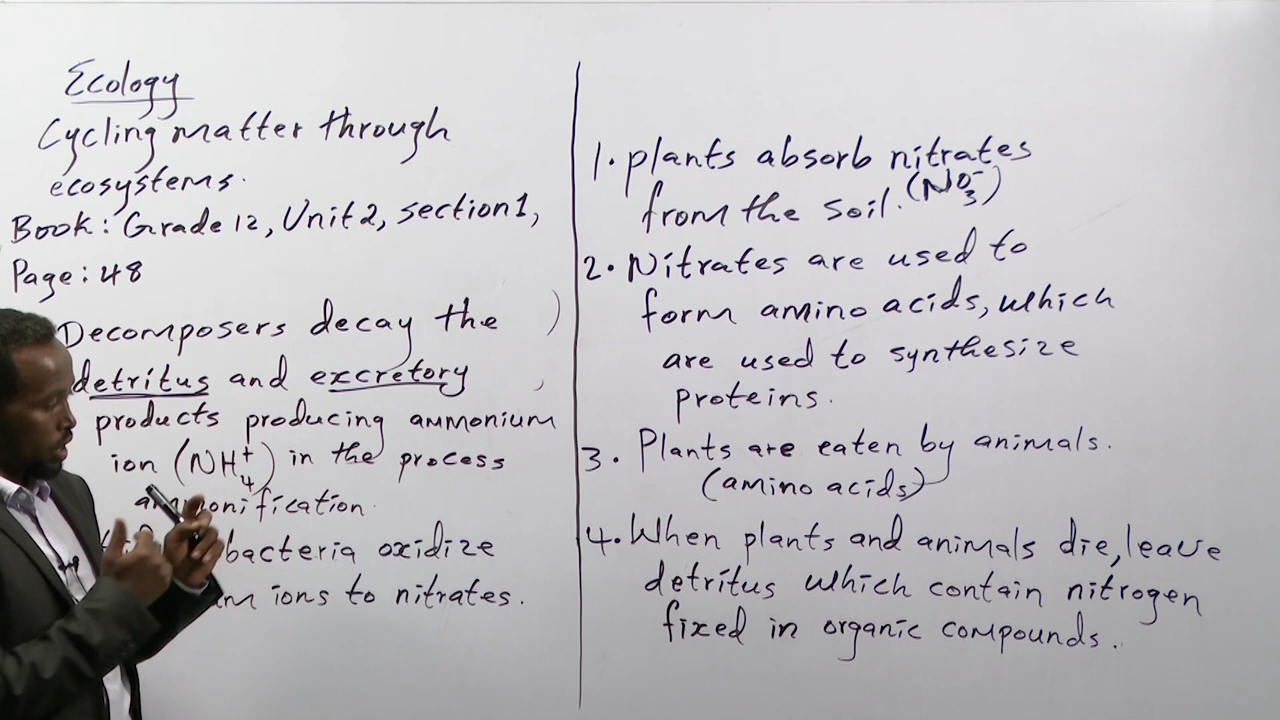 Ecology
Cycling matter through
ecosystems.
Book: Grade 12, Unit 2, section 1,
Page: 48
Decomposers decay the
detritus and excretory
products producing ammonium
ion (NH₄⁺) in the process
ammonification.
bacteria oxidize
ions to nitrates.
1. plants absorb nitrates
from the soil. (NO₃⁻)
2. Nitrates are used to
form amino acids, which
are used to synthesize
proteins.
3. Plants are eaten by animals.
(amino acids)
4. When plants and animals die, leave
detritus which contain nitrogen
fixed in organic compounds.